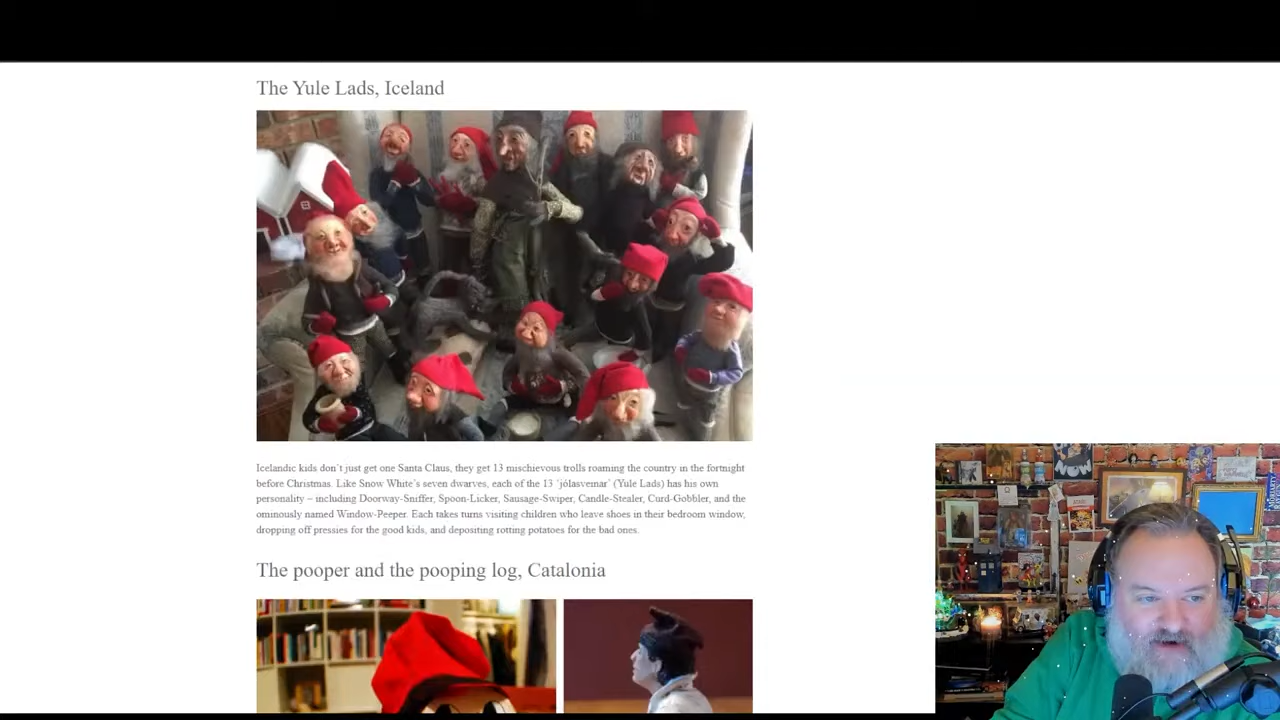 The Yule Lads, Iceland
Icelandic kids don't just get one Santa Claus, they get 13 mischievous trolls roaming the country in the fortnight
before Christmas. Like Snow White's seven dwarves, each of the 13 'jólasveinar' (Yule Lads) has his own
personality – including Doorway-Sniffer, Spoon-Licker, Sausage-Swiper, Candle-Stealer, Curd-Gobbler, and the
ominously named Window-Peeper. Each takes turns visiting children who leave shoes in their bedroom window,
dropping off pressies for the good kids, and depositing rotting potatoes for the bad ones.
The pooper and the pooping log, Catalonia